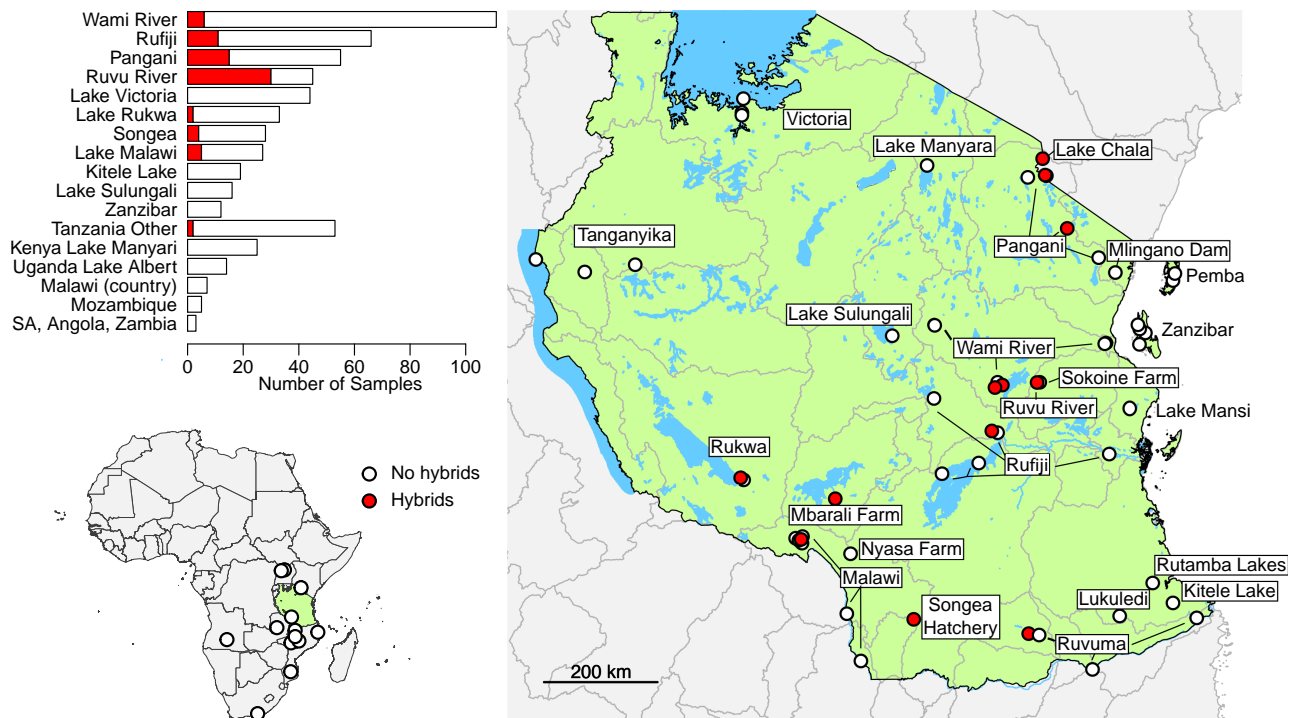 Wami River
Rufiji
Pangani
Ruvu River
Lake Victoria
Lake Rukwa
Songea
Lake Malawi
Kitele Lake
Lake Sulungali
Zanzibar
Tanzania Other
Kenya Lake Manyari
Uganda Lake Albert
Malawi (country)
Mozambique
SA, Angola, Zambia
0 20 40 60 80 100
Number of Samples
No hybrids
Hybrids
Victoria
Lake Manyara
Lake Chala
Tanganyika
Pangani
Mlingano Dam
Pemba
Lake Sulungali
Zanzibar
Wami River
Sokoine Farm
Ruvu River
Lake Mansi
Rukwa
Rufiji
Mbarali Farm
Nyasa Farm
Malawi
Rutamba Lakes
Lukuledi
Kitele Lake
Songea
Hatchery
Ruvuma
200 km